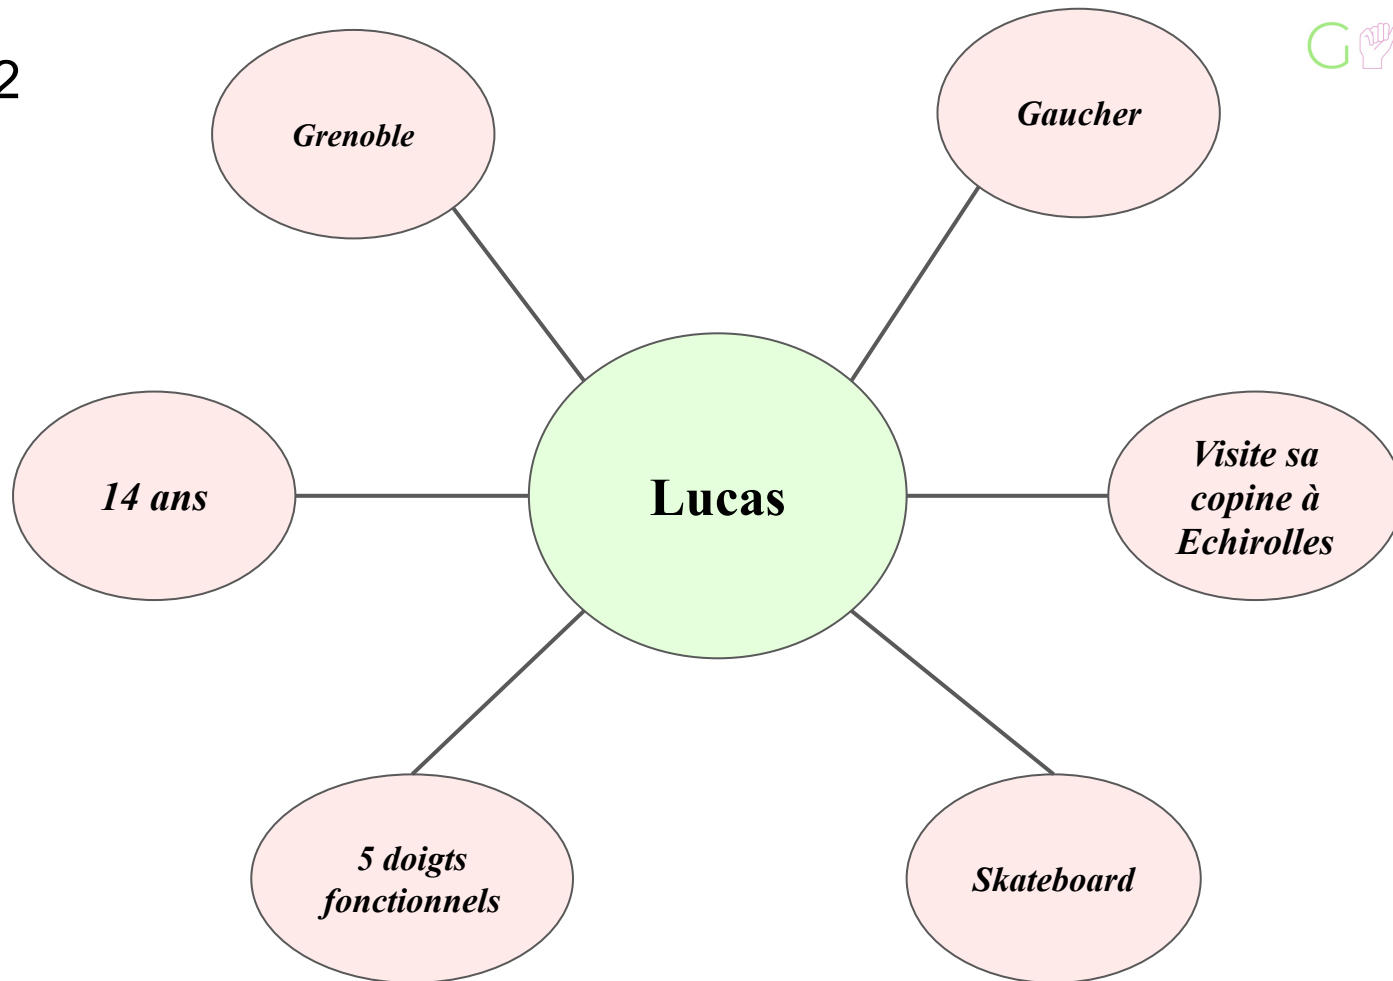 2
Grenoble
Gaucher
G
14 ans
Lucas
Visite sa
copine à
Echirolles
5 doigts
fonctionnels
Skateboard